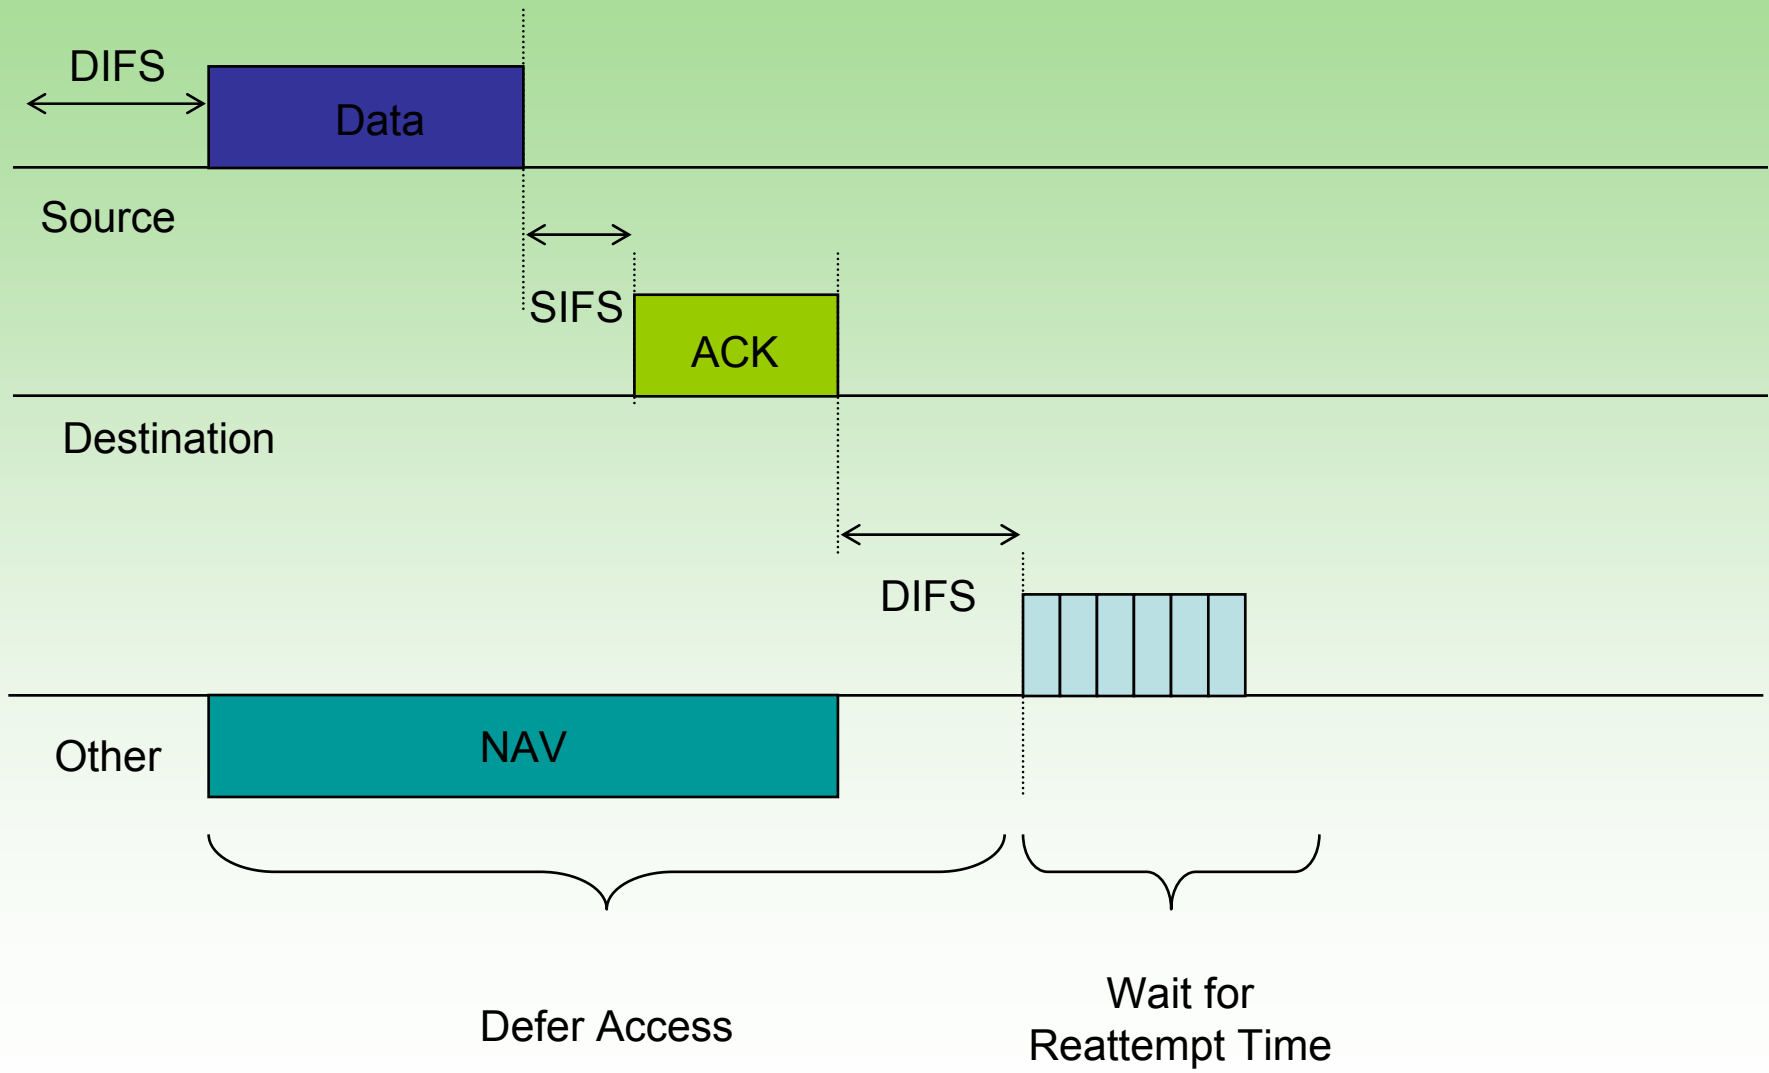 DIFS
Data
Source
SIFS
ACK
Destination
DIFS
Other
NAV
Defer Access
Wait for
Reattempt Time